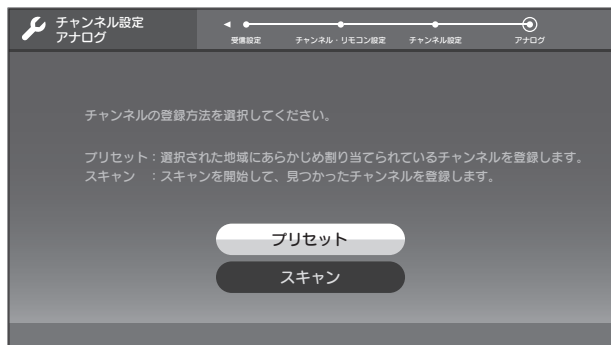 チャンネル設定
アナログ
受信設定
チャンネル・リモコン設定
チャンネル設定
アナログ
チャンネルの登録方法を選択してください。
プリセット：選択された地域にあらかじめ割り当てられているチャンネルを登録します。
スキャン　：スキャンを開始して、見つかったチャンネルを登録します。
プリセット
スキャン